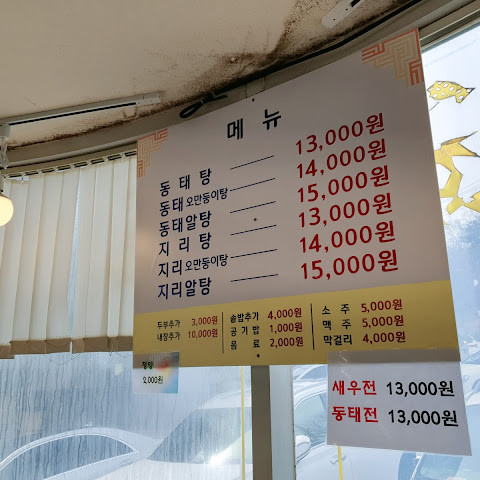 메뉴
동태탕 13,000원
동태오만둥이탕 14,000원
동태알탕 15,000원
지리탕 13,000원
지리오만둥이탕 14,000원
지리알탕 15,000원
두부추가 3,000원
내장추가 10,000원
솥밥추가 4,000원
공기밥 1,000원
음료 2,000원
소주 5,000원
맥주 5,000원
막걸리 4,000원
2,000원
새우전 13,000원
동태전 13,000원